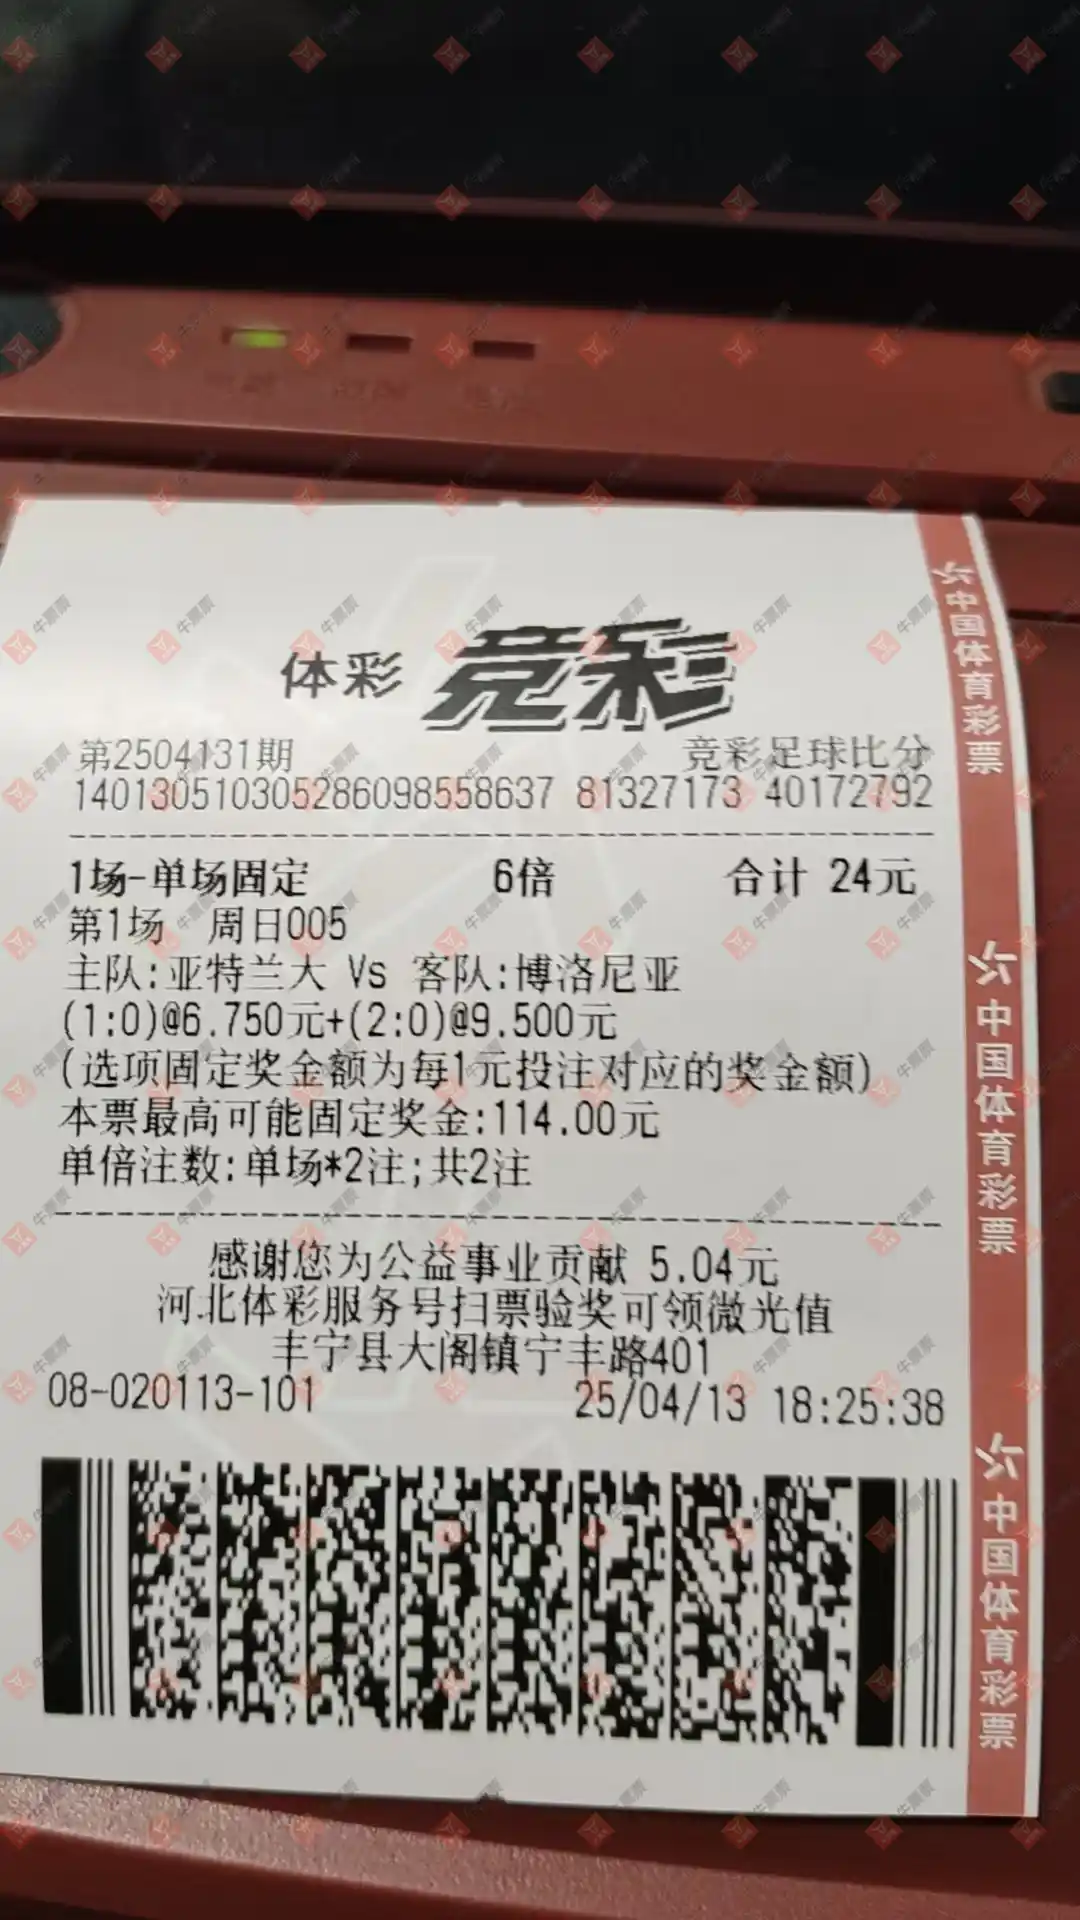 体彩 竞彩
第2504131期 竞彩足球比分
140130510305286098558637 81327173 40172792
1场-单场固定 6倍 合计 24元
第1场 周日005
主队:亚特兰大 Vs 客队:博洛尼亚
(1:0)@6.750元+(2:0)@9.500元
(选项固定奖金额为每1元投注对应的奖金额)
本票最高可能固定奖金:114.00元
单倍注数:单场*2注;共2注
感谢您为公益事业贡献 5.04元
河北体彩服务号扫票验奖可领微光值
丰宁县大阁镇宁丰路401
08-020113-101 25/04/13 18:25:38
中国体育彩票
中国体育彩票
中国体育彩票
牛票票